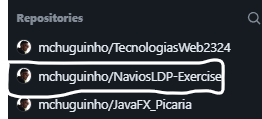 Repositories
mchuguinho/TecnologiasWeb2324
mchuguinho/NaviosLDP-Exercise
mchuguinho/JavaFX_Picaria